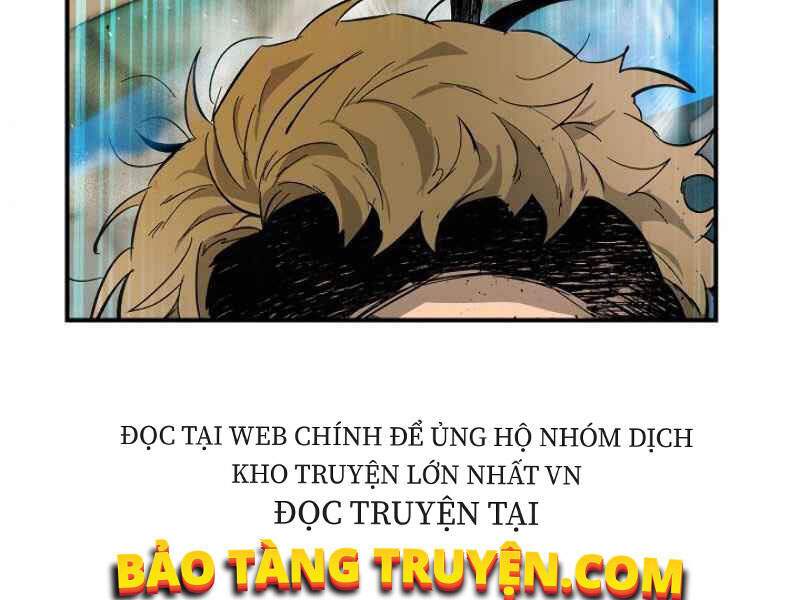 ĐỌC TẠI WEB CHÍNH ĐỂ ỦNG HỘ NHÓM DỊCH
KHO TRUYỆN LỚN NHẤT VN
ĐỌC TRUYỆN TẠI
BẢO TÀNG TRUYỆN.COM